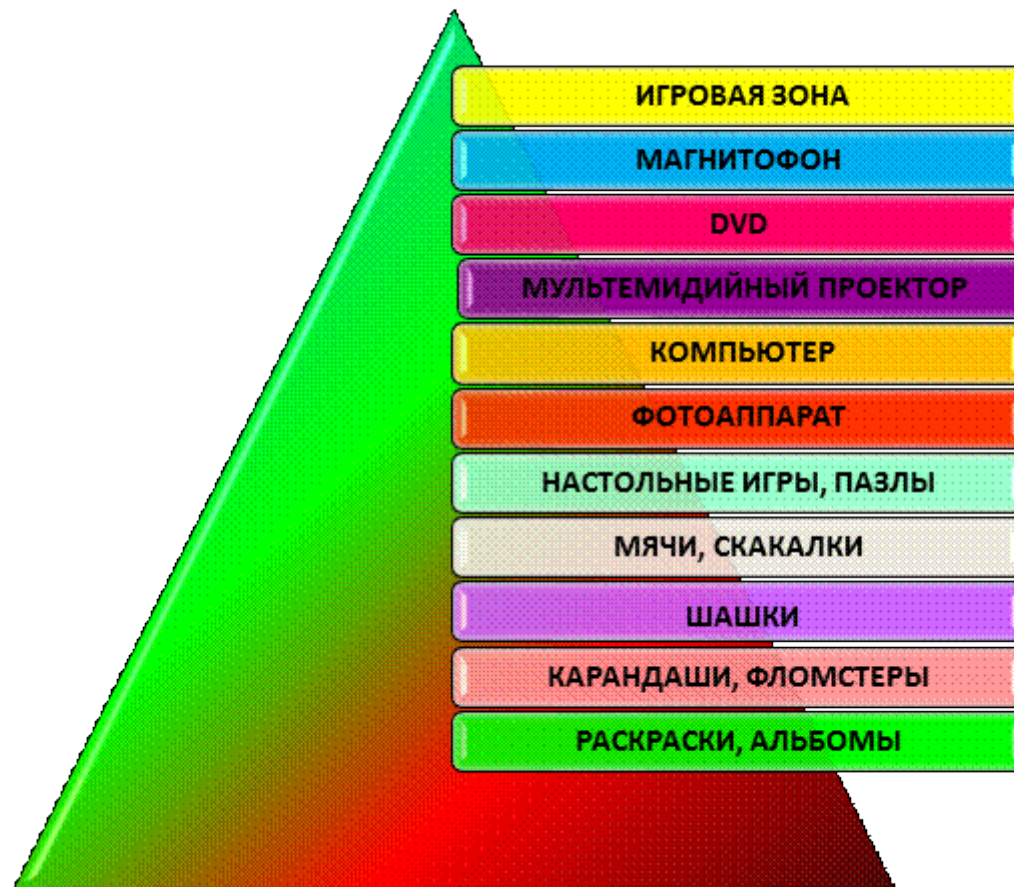 ИГРОВАЯ ЗОНА
МАГНИТОФОН
DVD
МУЛЬТЕМИДИЙНЫЙ ПРОЕКТОР
КОМПЬЮТЕР
ФОТОАППАРАТ
НАСТОЛЬНЫЕ ИГРЫ, ПАЗЛЫ
МЯЧИ, СКАКАЛКИ
ШАШКИ
КАРАНДАШИ, ФЛОМСТЕРЫ
РАСКРАСКИ, АЛЬБОМЫ